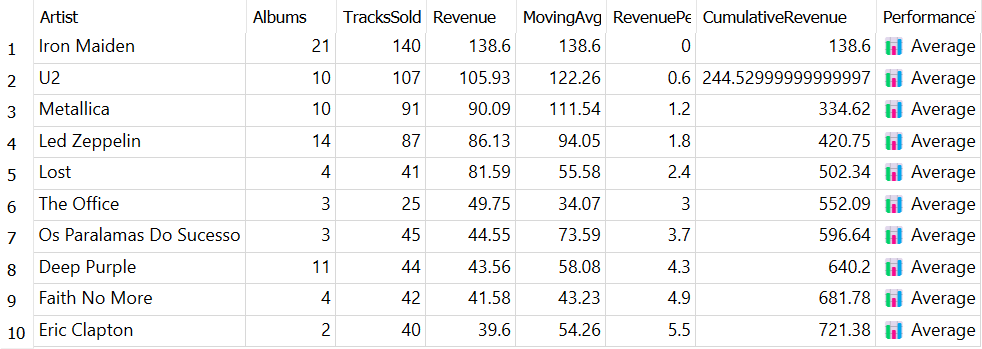 Artist Albums TracksSold Revenue MovingAvg RevenuePe CumulativeRevenue Performance
1 Iron Maiden 21 140 138.6 138.6 0 138.6 📊 Average
2 U2 10 107 105.93 122.26 0.6 244.52999999999997 📊 Average
3 Metallica 10 91 90.09 111.54 1.2 334.62 📊 Average
4 Led Zeppelin 14 87 86.13 94.05 1.8 420.75 📊 Average
5 Lost 4 41 81.59 55.58 2.4 502.34 📊 Average
6 The Office 3 25 49.75 34.07 3 552.09 📊 Average
7 Os Paralamas Do Sucesso 3 45 44.55 73.59 3.7 596.64 📊 Average
8 Deep Purple 11 44 43.56 58.08 4.3 640.2 📊 Average
9 Faith No More 4 42 41.58 43.23 4.9 681.78 📊 Average
10 Eric Clapton 2 40 39.6 54.26 5.5 721.38 📊 Average